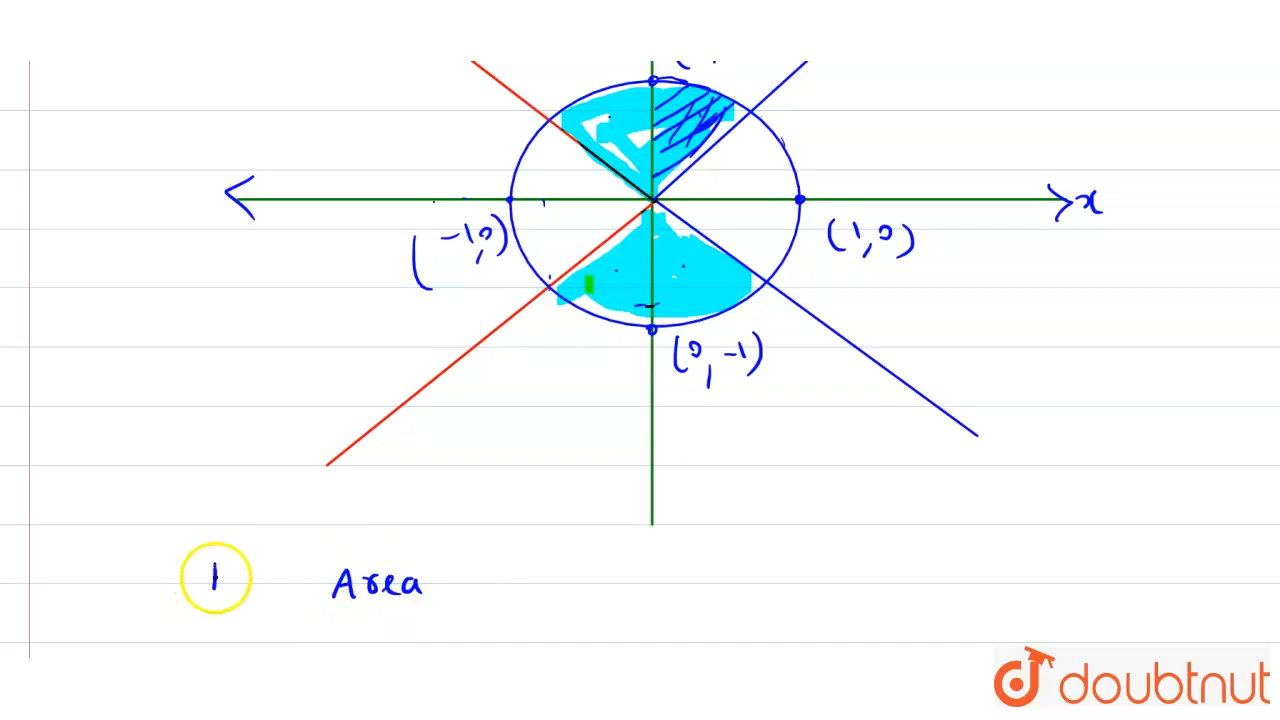 x
(-1,0)
(1,0)
(0,-1)
1 Area
doubtnut